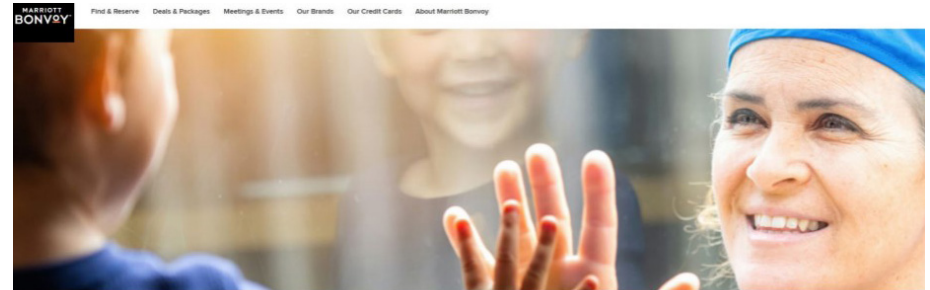 MARRIOTT
BONVOY
Find & Reserve Deals & Packages Meetings & Events Our Brands Our Credit Cards About Marriott Bonvoy